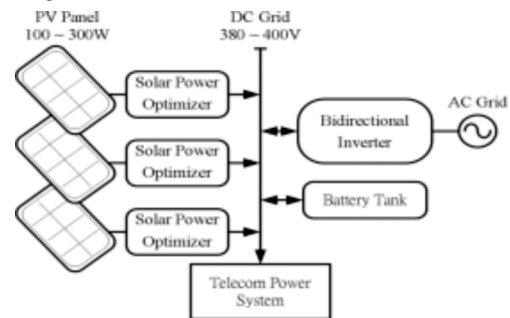 PV Panel
100 ~ 300W
DC Grid
380 ~ 400V
Solar Power
Optimizer
Solar Power
Optimizer
Solar Power
Optimizer
Bidirectional
Inverter
AC Grid
Battery Tank
Telecom Power
System